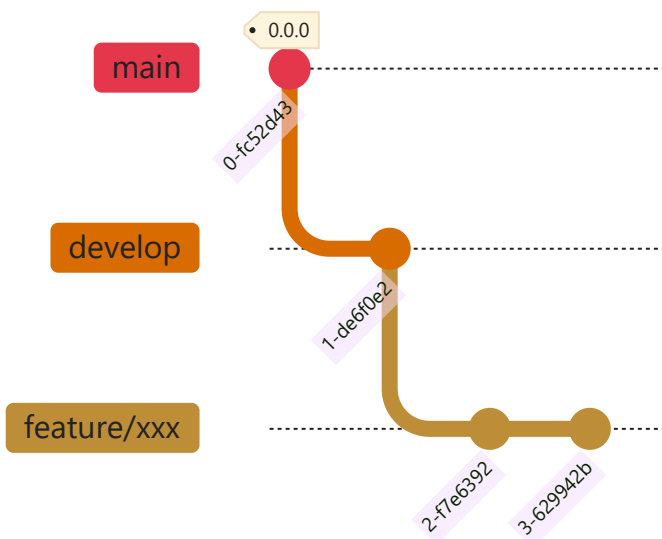 0.0.0
main
0-fc52d43
develop
1-de6f0e2
feature/xxx
2-f7e6392
3-629942b